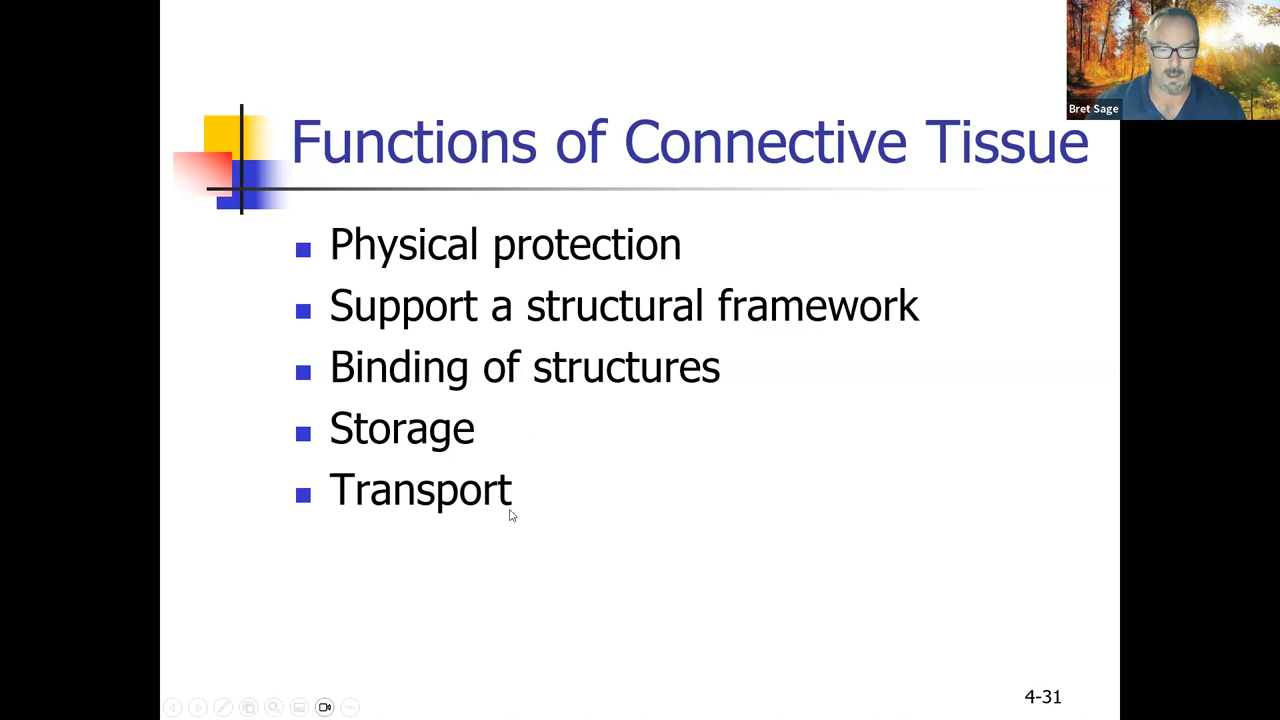 Bret Sage
Functions of Connective Tissue
Physical protection
Support a structural framework
Binding of structures
Storage
Transport
4-31